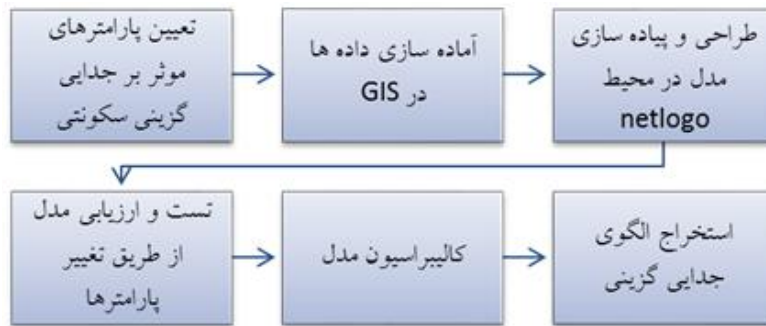 تعیین پارامترهای
موثر بر جدایی
گزینی سکونتی
آماده سازی داده ها
در GIS
طراحی و پیاده سازی
مدل در محیط
netlogo
تست و ارزیابی مدل
از طریق تغییر
پارامترها
کالیبراسیون مدل
استخراج الگوی
جدایی گزینی